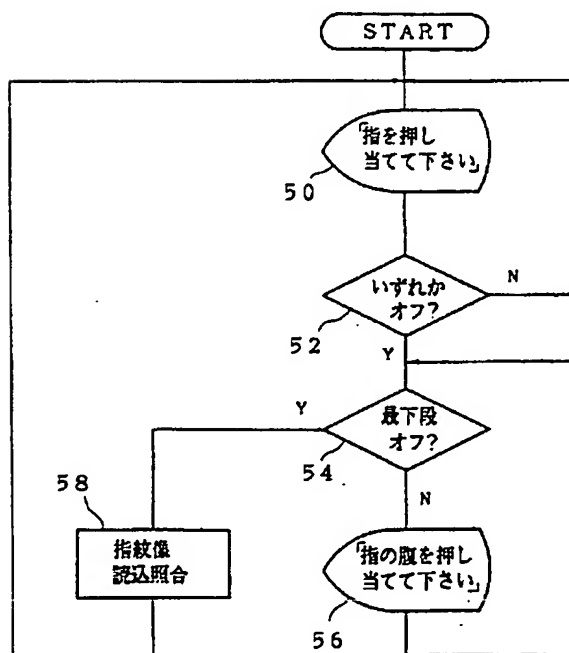 START
「指を押し
当てて下さい」
50
いずれか
オフ?
N
52
Y
最下段
オフ?
Y
54
N
58
指紋像
読込照合
「指の腹を押し
当てて下さい」
56